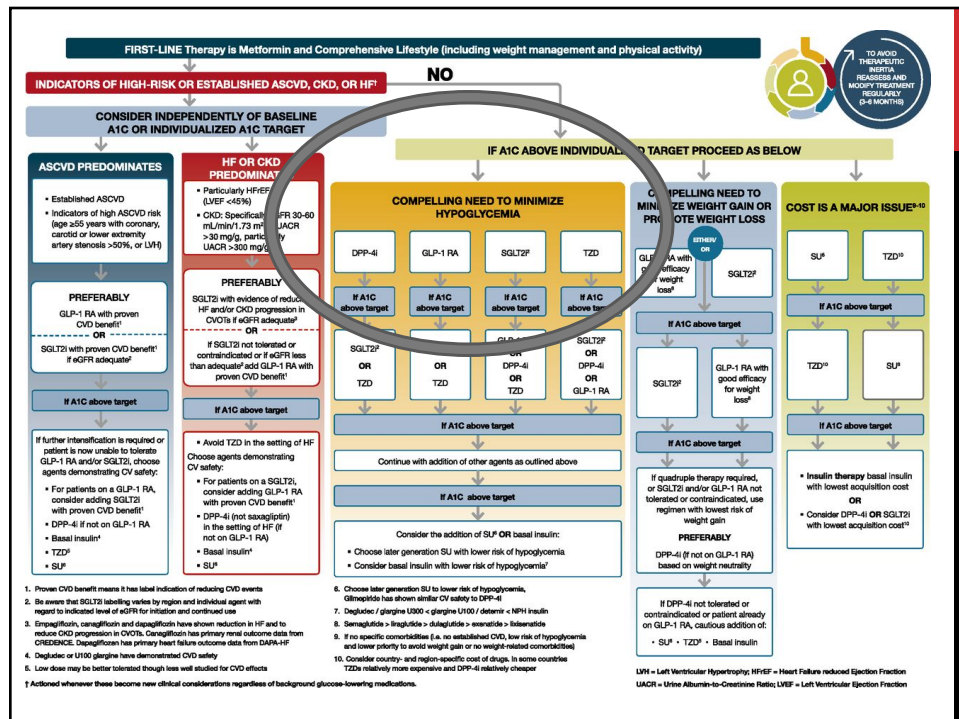 FIRST-LINE Therapy is Metformin and Comprehensive Lifestyle (including weight management and physical activity)
TO AVOID
THERAPEUTIC
INERTIA
REASSESS AND
MODIFY TREATMENT
REGULARLY
(3-6 MONTHS)
INDICATORS OF HIGH-RISK OR ESTABLISHED ASCVD, CKD, OR HF†
NO
CONSIDER INDEPENDENTLY OF BASELINE
A1C OR INDIVIDUALIZED A1C TARGET
IF A1C ABOVE INDIVIDUALIZED TARGET PROCEED AS BELOW
ASCVD PREDOMINATES
▪ Established ASCVD
▪ Indicators of high ASCVD risk
(age ≥55 years with coronary,
carotid or lower extremity
artery stenosis >50%, or LVH)
PREFERABLY
GLP-1 RA with proven
CVD benefit¹
OR
SGLT2i with proven CVD benefit¹
if eGFR adequate²
If A1C above target
If further intensification is required or
patient is now unable to tolerate
GLP-1 RA and/or SGLT2i, choose
agents demonstrating CV safety:
▪ For patients on a GLP-1 RA,
consider adding SGLT2i
with proven CVD benefit¹
▪ DPP-4i if not on GLP-1 RA
▪ Basal insulin⁴
▪ TZD⁵
▪ SU⁶
HF OR CKD
▪ Particularly HFrEF
(LVEF <45%)
▪ CKD: Specifically
30-60
mL/min/1.73 m²
UACR
>30 mg/g,
UACR >300 mg/g
PREFERABLY
SGLT2i with evidence of
HF and/or CKD progression in
CVOTs if eGFR adequate³
OR
If SGLT2i not tolerated or
contraindicated or if eGFR less
than adequate² add GLP-1 RA with
proven CVD benefit¹
If A1C above target
▪ Avoid TZD in the setting of HF
Choose agents demonstrating
CV safety:
▪ For patients on a SGLT2i,
consider adding GLP-1 RA
with proven CVD benefit¹
▪ DPP-4i (not saxagliptin)
in the setting of HF (if
not on GLP-1 RA)
▪ Basal insulin⁴
▪ SU⁶
COMPELLING NEED TO MINIMIZE
HYPOGLYCEMIA
DPP-4i
GLP-1 RA
SGLT2i²
TZD
If A1C
above target
If A1C
above target
If A1C
above target
If A1C
above target
SGLT2i²
OR
TZD
SGLT2i²
OR
TZD
OR
DPP-4i
OR
TZD
SGLT2i²
OR
DPP-4i
OR
GLP-1 RA
If A1C above target
Continue with addition of other agents as outlined above
If A1C above target
Consider the addition of SU⁶ OR basal insulin:
▪ Choose later generation SU with lower risk of hypoglycemia
▪ Consider basal insulin with lower risk of hypoglycemia⁷
COMPELLING NEED TO
MINIMIZE WEIGHT GAIN OR
PROMOTE WEIGHT LOSS
EITHER/
OR
GLP-1 RA with
good efficacy
for weight
loss⁸
SGLT2i²
If A1C above target
SGLT2i²
GLP-1 RA with
good efficacy
for weight
loss⁸
If A1C above target
If quadruple therapy required,
or SGLT2i and/or GLP-1 RA not
tolerated or contraindicated, use
regimen with lowest risk of
weight gain
PREFERABLY
DPP-4i (if not on GLP-1 RA)
based on weight neutrality
If DPP-4i not tolerated or
contraindicated or patient already
on GLP-1 RA, cautious addition of:
• SU⁶ • TZD⁵ • Basal insulin
COST IS A MAJOR ISSUE⁹⁻¹⁰
SU⁶
TZD¹⁰
If A1C above target
TZD¹⁰
SU⁶
If A1C above target
▪ Insulin therapy basal insulin
with lowest acquisition cost
OR
▪ Consider DPP-4i OR SGLT2i
with lowest acquisition cost¹⁰
1. Proven CVD benefit means it has label indication of reducing CVD events
2. Be aware that SGLT2i labelling varies by region and individual agent with
regard to indicated level of eGFR for initiation and continued use
3. Empagliflozin, canagliflozin and dapagliflozin have shown reduction in HF and to
reduce CKD progression in CVOTs. Canagliflozin has primary renal outcome data from
CREDENCE. Dapagliflozin has primary heart failure outcome data from DAPA-HF
4. Degludec or U100 glargine have demonstrated CVD safety
5. Low dose may be better tolerated though less well studied for CVD effects
6. Choose later generation SU to lower risk of hypoglycemia,
Glimepiride has shown similar CV safety to DPP-4i
7. Degludec / glargine U300 < glargine U100 / detemir < NPH insulin
8. Semaglutide > liraglutide > dulaglutide > exenatide > lixisenatide
9. If no specific comorbidities (i.e. no established CVD, low risk of hypoglycemia
and lower priority to avoid weight gain or no weight-related comorbidities)
10. Consider country- and region-specific cost of drugs. In some countries
TZDs relatively more expensive and DPP-4i relatively cheaper
† Actioned whenever these become new clinical considerations regardless of background glucose-lowering medications.
LVH = Left Ventricular Hypertrophy; HFrEF = Heart Failure reduced Ejection Fraction
UACR = Urine Albumin-to-Creatinine Ratio; LVEF = Left Ventricular Ejection Fraction